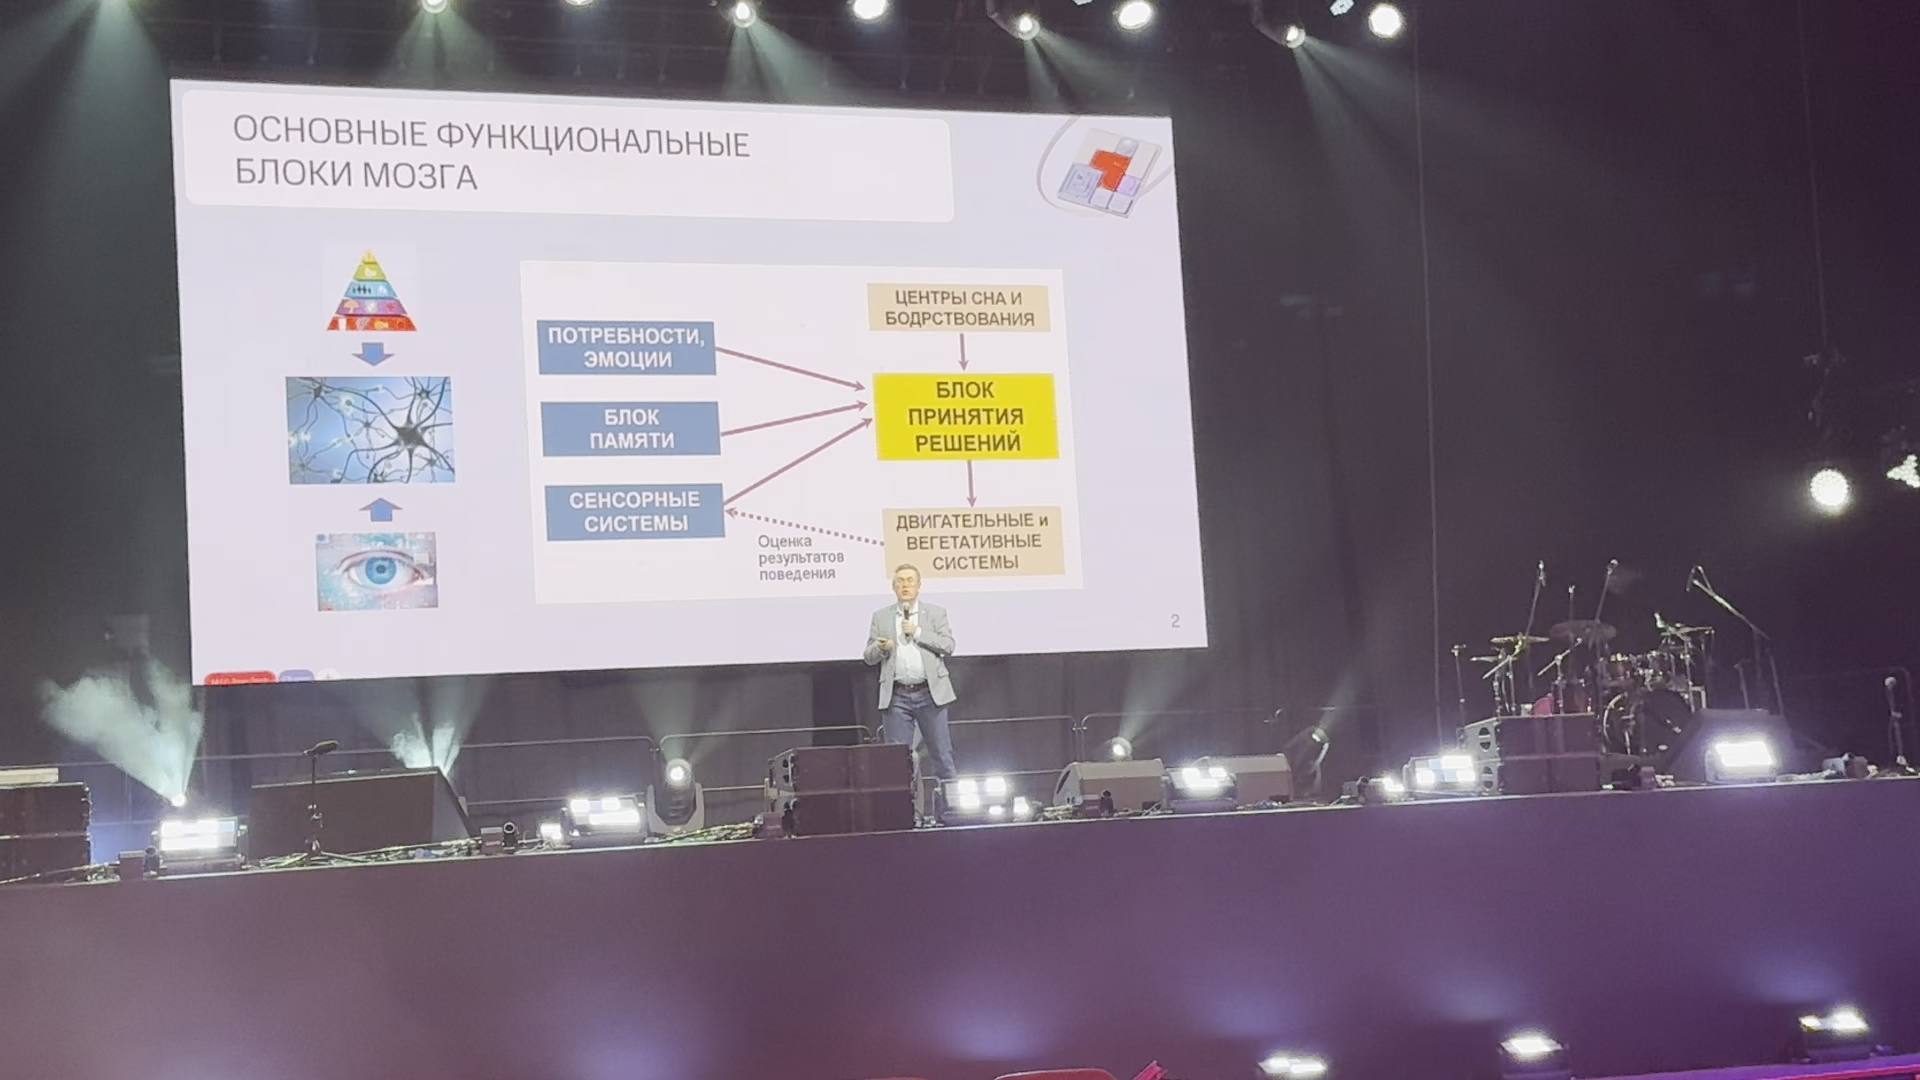 ОСНОВНЫЕ ФУНКЦИОНАЛЬНЫЕ
БЛОКИ МОЗГА
ПОТРЕБНОСТИ,
ЭМОЦИИ
БЛОК
ПАМЯТИ
СЕНСОРНЫЕ
СИСТЕМЫ
ЦЕНТРЫ СНА И
БОДРСТВОВАНИЯ
БЛОК
ПРИНЯТИЯ
РЕШЕНИЙ
ДВИГАТЕЛЬНЫЕ и
ВЕГЕТАТИВНЫЕ
СИСТЕМЫ
Оценка
результатов
поведения
2